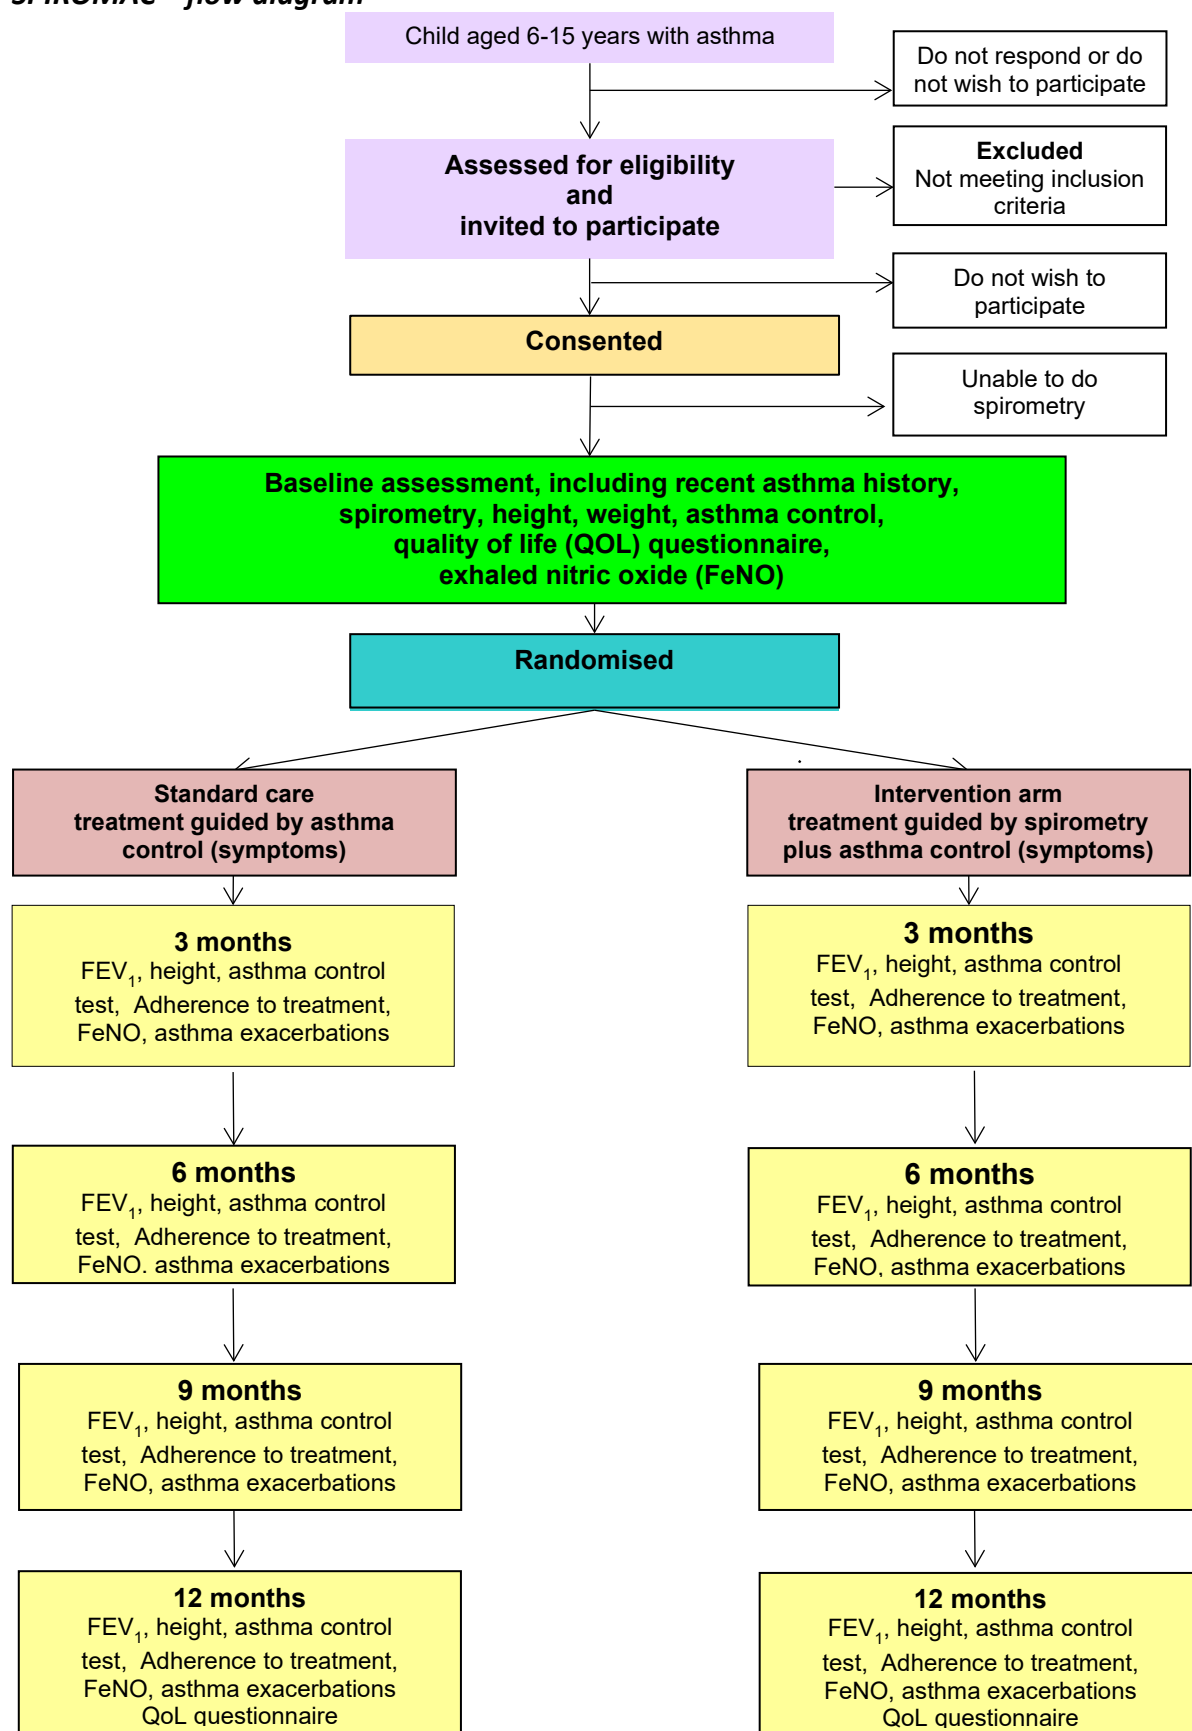 SPIROMAC – flow diagram
Child aged 6-15 years with asthma
Do not respond or do
not wish to participate
Assessed for eligibility
and
invited to participate
Excluded
Not meeting inclusion
criteria
Do not wish to
participate
Consented
Unable to do
spirometry
Baseline assessment, including recent asthma history,
spirometry, height, weight, asthma control,
quality of life (QOL) questionnaire,
exhaled nitric oxide (FeNO)
Randomised
Standard care
treatment guided by asthma
control (symptoms)
Intervention arm
treatment guided by spirometry
plus asthma control (symptoms)
3 months
FEV₁, height, asthma control
test, Adherence to treatment,
FeNO, asthma exacerbations
3 months
FEV₁, height, asthma control
test, Adherence to treatment,
FeNO, asthma exacerbations
6 months
FEV₁, height, asthma control
test, Adherence to treatment,
FeNO, asthma exacerbations
6 months
FEV₁, height, asthma control
test, Adherence to treatment,
FeNO, asthma exacerbations
9 months
FEV₁, height, asthma control
test, Adherence to treatment,
FeNO, asthma exacerbations
9 months
FEV₁, height, asthma control
test, Adherence to treatment,
FeNO, asthma exacerbations
12 months
FEV₁, height, asthma control
test, Adherence to treatment,
FeNO, asthma exacerbations
QoL questionnaire
12 months
FEV₁, height, asthma control
test, Adherence to treatment,
FeNO, asthma exacerbations
QoL questionnaire